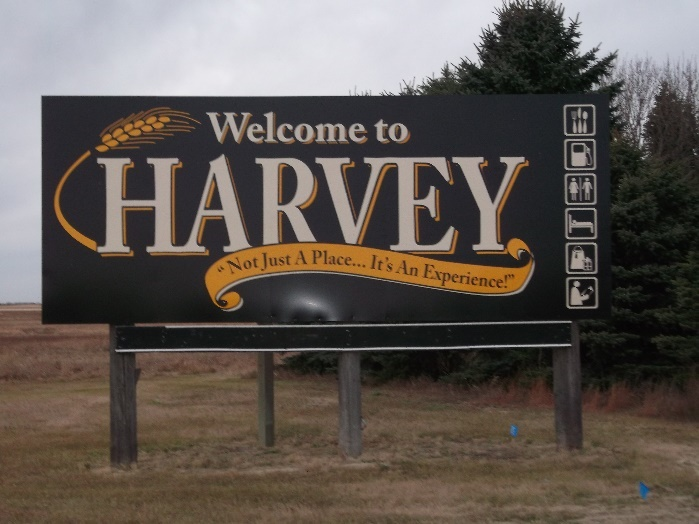 Welcome to
HARVEY
“Not Just A Place... It's An Experience!”